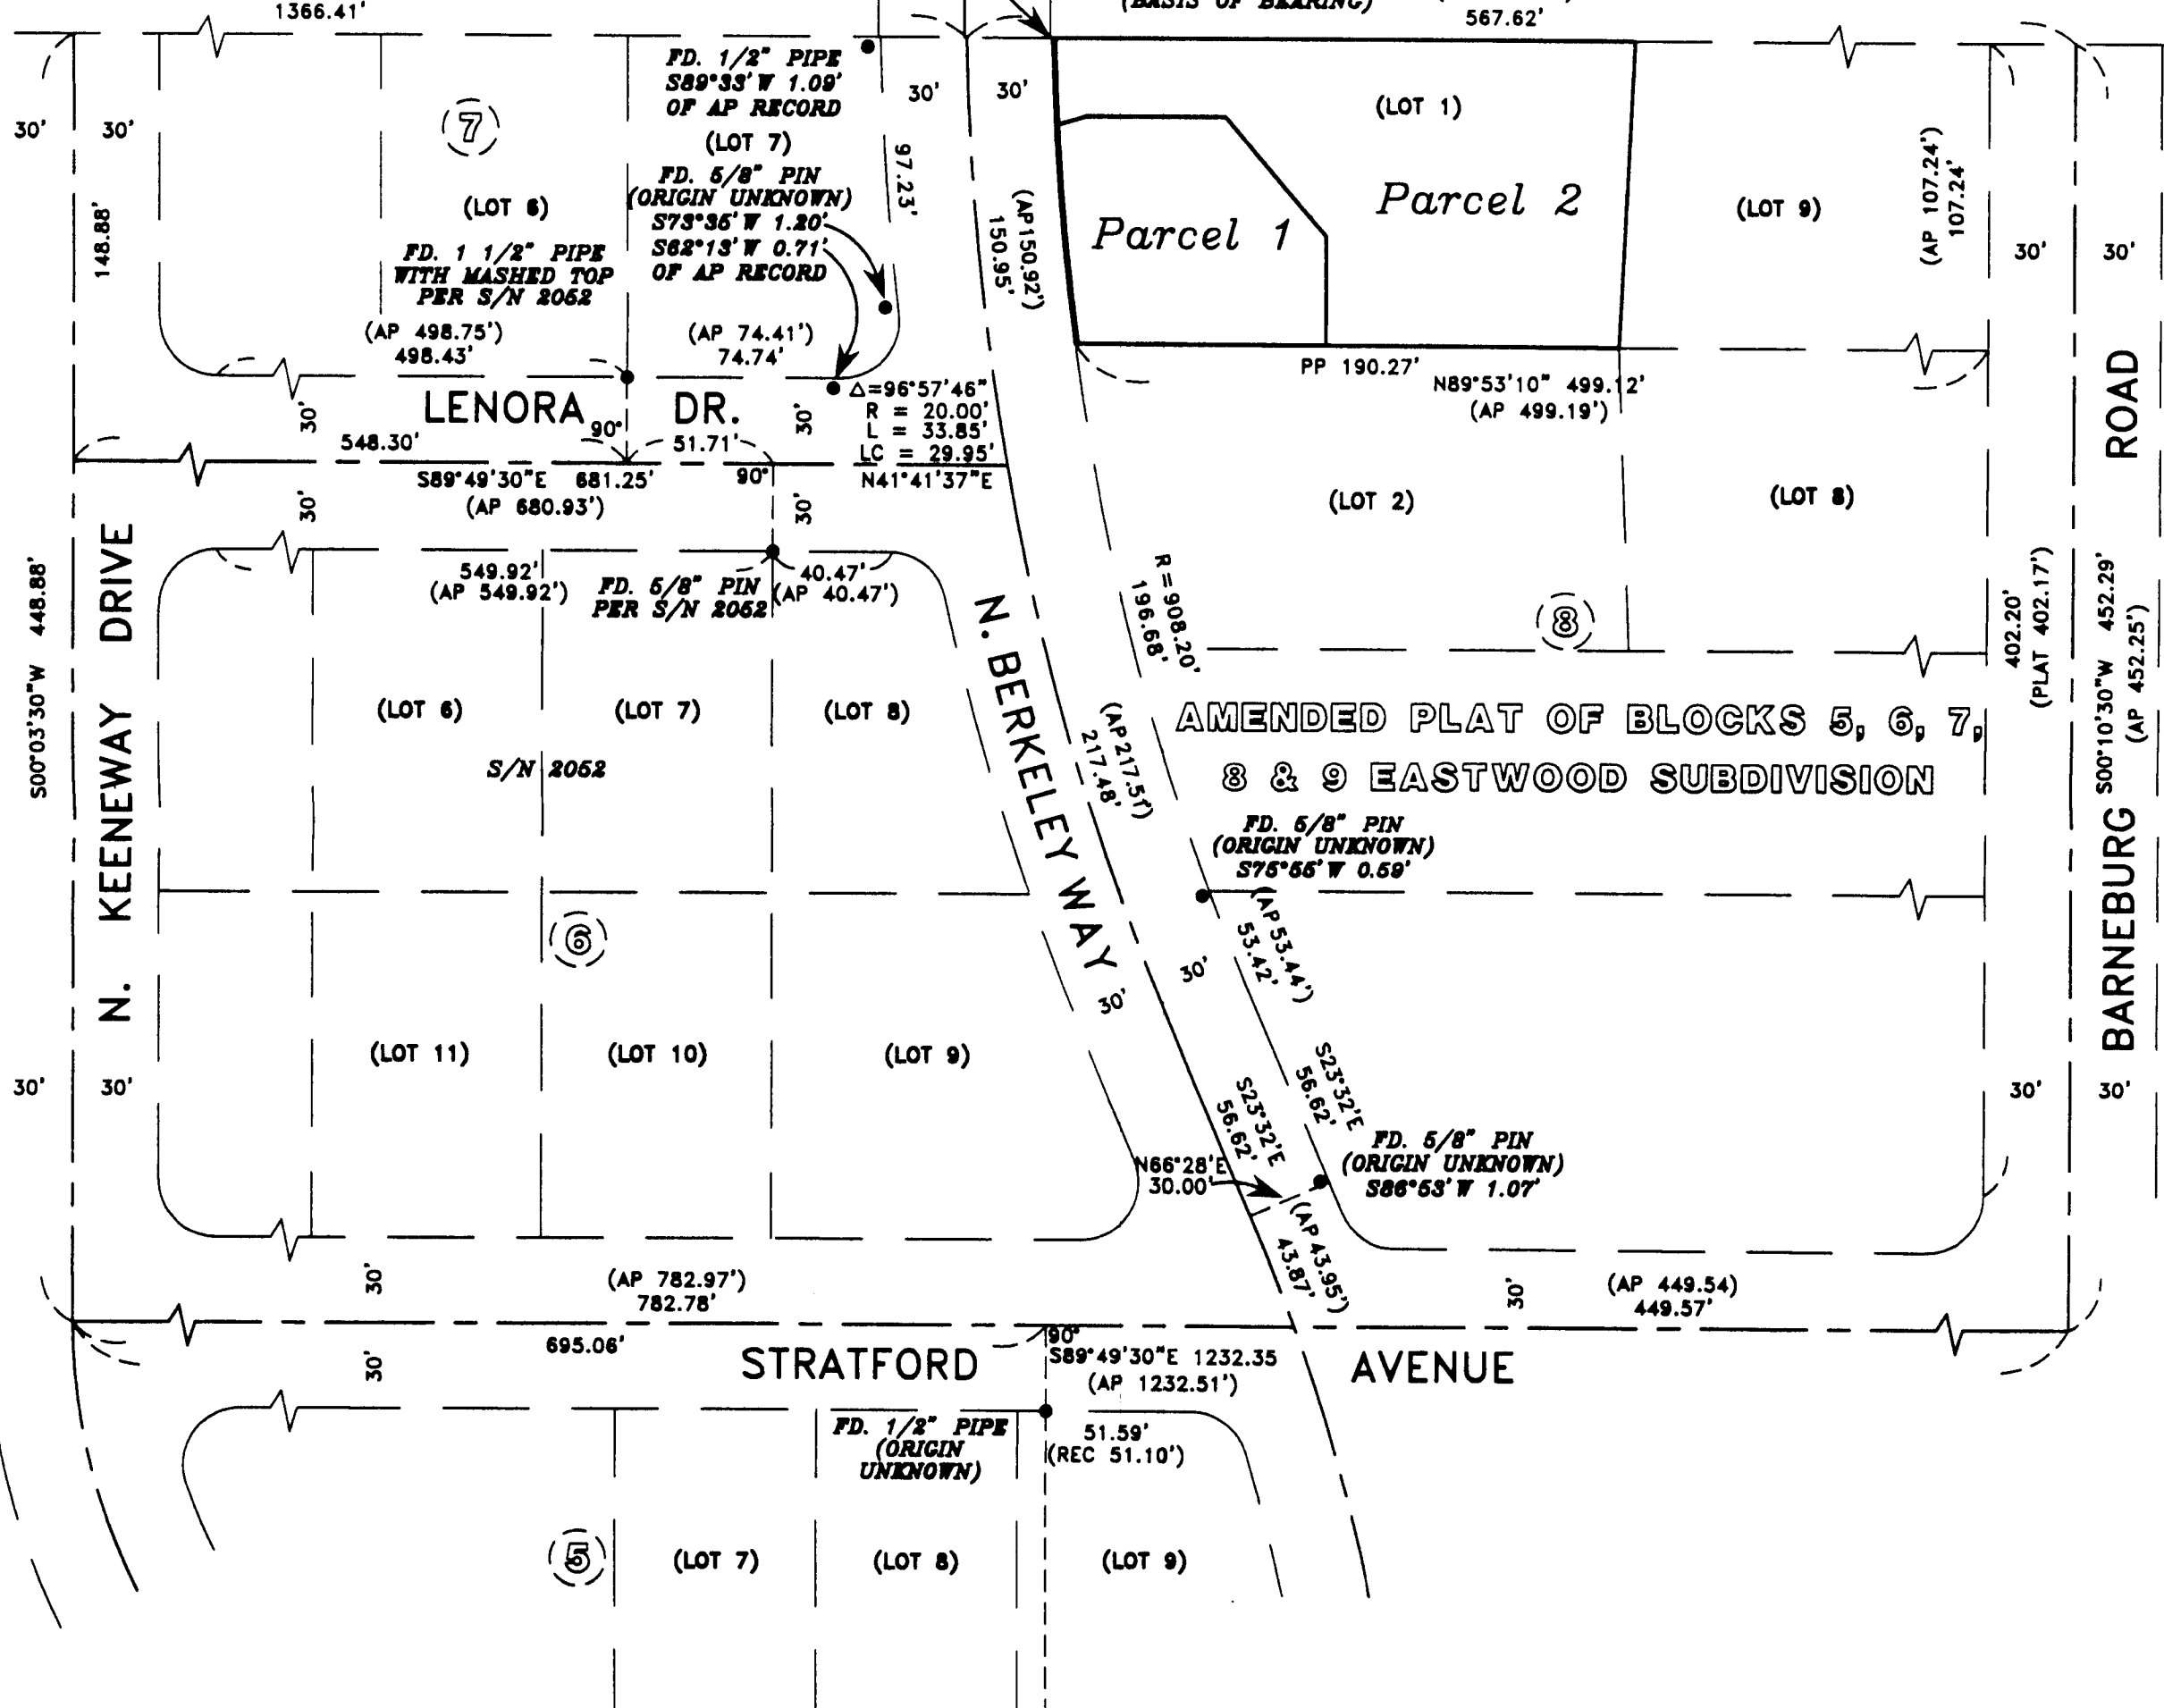 1366.41'
(BASIS OF BEARING)
567.62'
FD. 1/2" PIPE
S89°33'W 1.09'
OF AP RECORD
(LOT 7)
FD. 5/8" PIN
(ORIGIN UNKNOWN)
S73°35'W 1.20'
S62°13'W 0.71'
OF AP RECORD
30'
30'
7
(LOT 6)
148.88'
FD. 1 1/2" PIPE
WITH MASHED TOP
PER S/N 2052
(AP 498.75')
498.43'
(AP 74.41')
74.74'
30'
30'
97.23'
(AP150.92')
150.95'
(LOT 1)
Parcel 1
Parcel 2
(LOT 9)
(AP 107.24')
107.24'
30'
30'
PP 190.27'
N89°53'10" 499.12'
(AP 499.19')
Δ=96°57'46"
R = 20.00'
L = 33.85'
LC = 29.95'
N41°41'37"E
LENORA DR.
30'
30'
90°
548.30'
51.71'
S89°49'30"E 681.25'
(AP 680.93')
90°
30'
30'
(LOT 2)
(LOT 8)
ROAD
549.92'
(AP 549.92')
FD. 5/8" PIN
PER S/N 2052
40.47'
(AP 40.47')
S00°03'30"W 448.88'
N. KEENEWAY DRIVE
N. BERKELEY WAY
R=908.20'
196.68'
8
402.20'
(PLAT 402.17')
S00°10'30"W 452.29'
(AP 452.25')
(LOT 6)
(LOT 7)
(LOT 8)
S/N 2052
(AP217.51')
217.48'
AMENDED PLAT OF BLOCKS 5, 6, 7,
8 & 9 EASTWOOD SUBDIVISION
FD. 5/8" PIN
(ORIGIN UNKNOWN)
S75°55'W 0.59'
BARNEBURG
6
(AP 53.44')
53.42'
30'
30'
(LOT 11)
(LOT 10)
(LOT 9)
30'
30'
S23°32'E
56.62'
S23°32'E
56.62'
30'
30'
N66°28'E
30.00'
FD. 5/8" PIN
(ORIGIN UNKNOWN)
S86°53'W 1.07'
(AP 43.95')
43.87'
30'
(AP 782.97')
782.78'
30'
(AP 449.54)
449.57'
695.06'
30'
90°
STRATFORD AVENUE
S89°49'30"E 1232.35
(AP 1232.51')
FD. 1/2" PIPE
(ORIGIN
UNKNOWN)
51.59'
(REC 51.10')
5
(LOT 7)
(LOT 8)
(LOT 9)